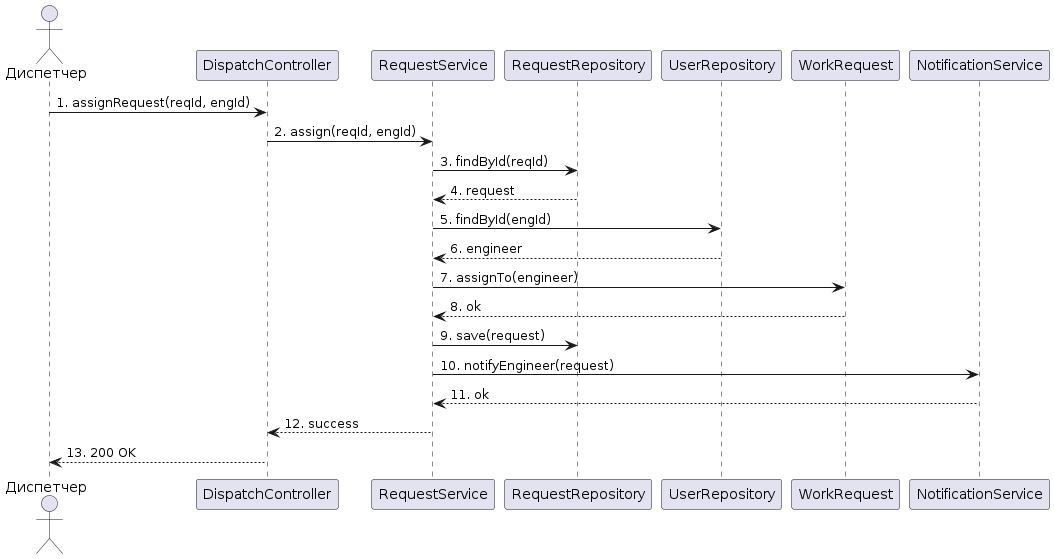 Диспетчер
DispatchController
RequestService
RequestRepository
UserRepository
WorkRequest
NotificationService
1. assignRequest(reqId, engId)
2. assign(reqId, engId)
3. findById(reqId)
4. request
5. findById(engId)
6. engineer
7. assignTo(engineer)
8. ok
9. save(request)
10. notifyEngineer(request)
11. ok
12. success
13. 200 OK
Диспетчер
DispatchController
RequestService
RequestRepository
UserRepository
WorkRequest
NotificationService